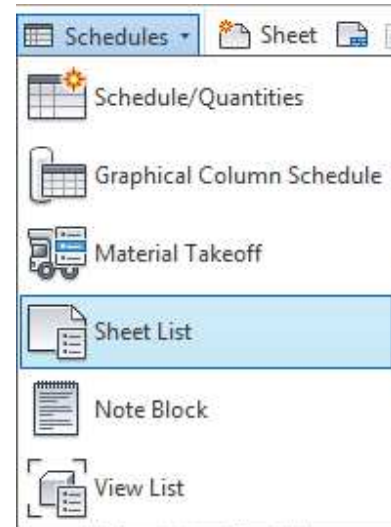 Schedules Sheet
Schedule/Quantities
Graphical Column Schedule
Material Takeoff
Sheet List
Note Block
View List